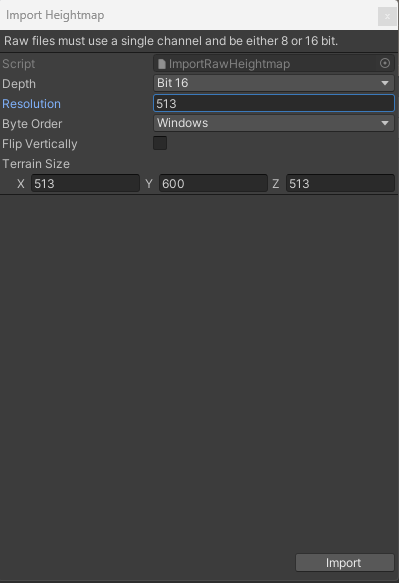 Import Heightmap
x
Raw files must use a single channel and be either 8 or 16 bit.
Script ImportRawHeightmap
Depth Bit 16
Resolution 513
Byte Order Windows
Flip Vertically
Terrain Size
X 513 Y 600 Z 513
Import